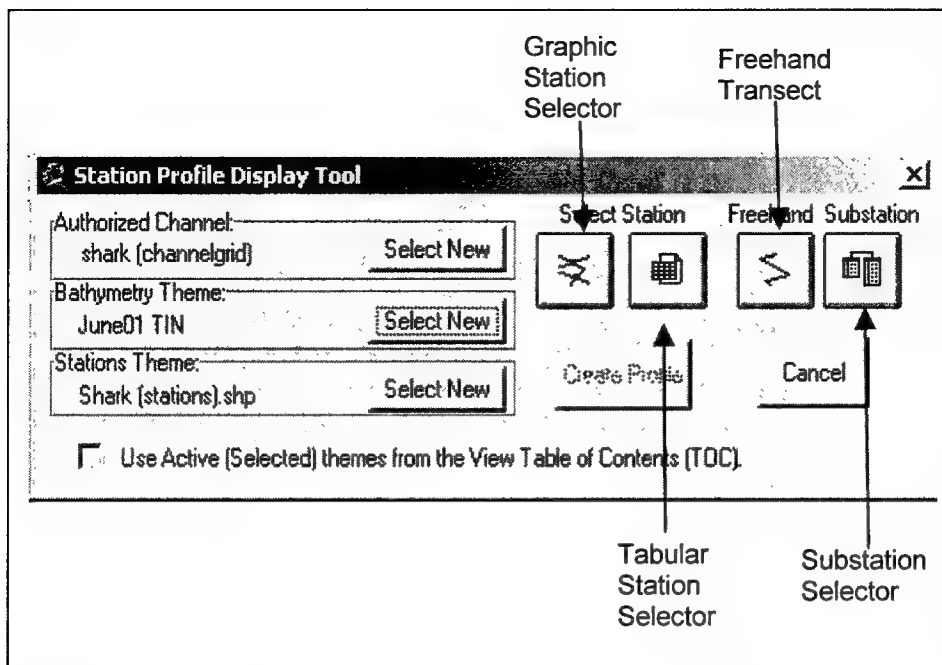 Graphic
Station
Selector
Freehand
Transect
Station Profile Display Tool
Authorized Channel:
shark (channelgrid)
Select New
Bathymetry Theme:
June01 TIN
Select New
Stations Theme:
Shark (stations).shp
Select New
Select Station
Freehand Substation
Create Profile
Cancel
Use Active (Selected) themes from the View Table of Contents (TOC).
Tabular
Station
Selector
Substation
Selector